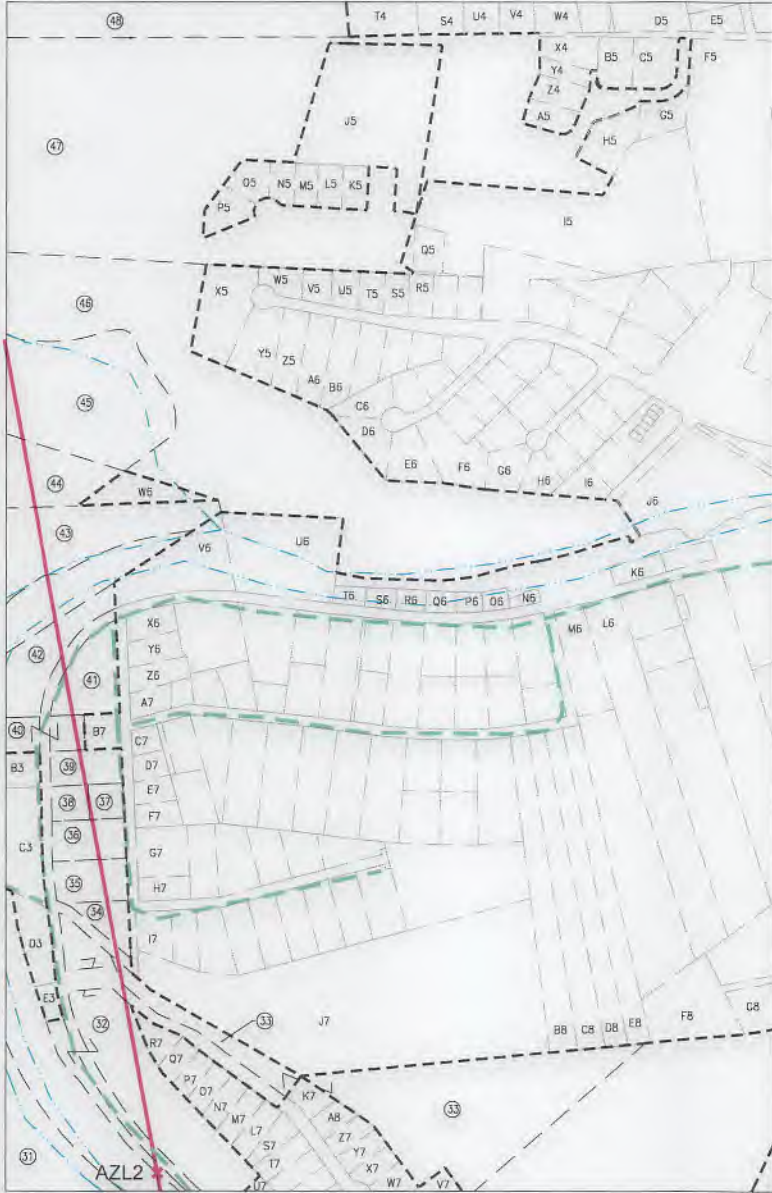 48 T4 S4 U4 V4 W4 D5 E5
X4 B5 C5 F5
Y4
Z4
A5 G5
J5 H5
47
O5 N5 M5 L5 K5
P5 I5
Q5
X5 W5 V5 U5 T5 S5 R5
46
Y5 Z5
A6 B6
45 C6
D6
E6 F6 G6 H6 I6
44 W6 J6
43 V6 U6
K6
T6 S6 R6 Q6 P6 O6 N6
X6 M6 L6
42 Y6
41 Z6
A7
40 B7
C7
B3 39 D7
38 37 E7
F7
C3 36
G7
35 H7
34
D3 I7
E3
32 33 J7
B8 C8 D8 E8 F8 G8
R7
Q7
P7 K7
O7 A8 33
N7 Z7
M7 Y7
L7 X7
S7
31 T7
AZL2 U7 W7 V7